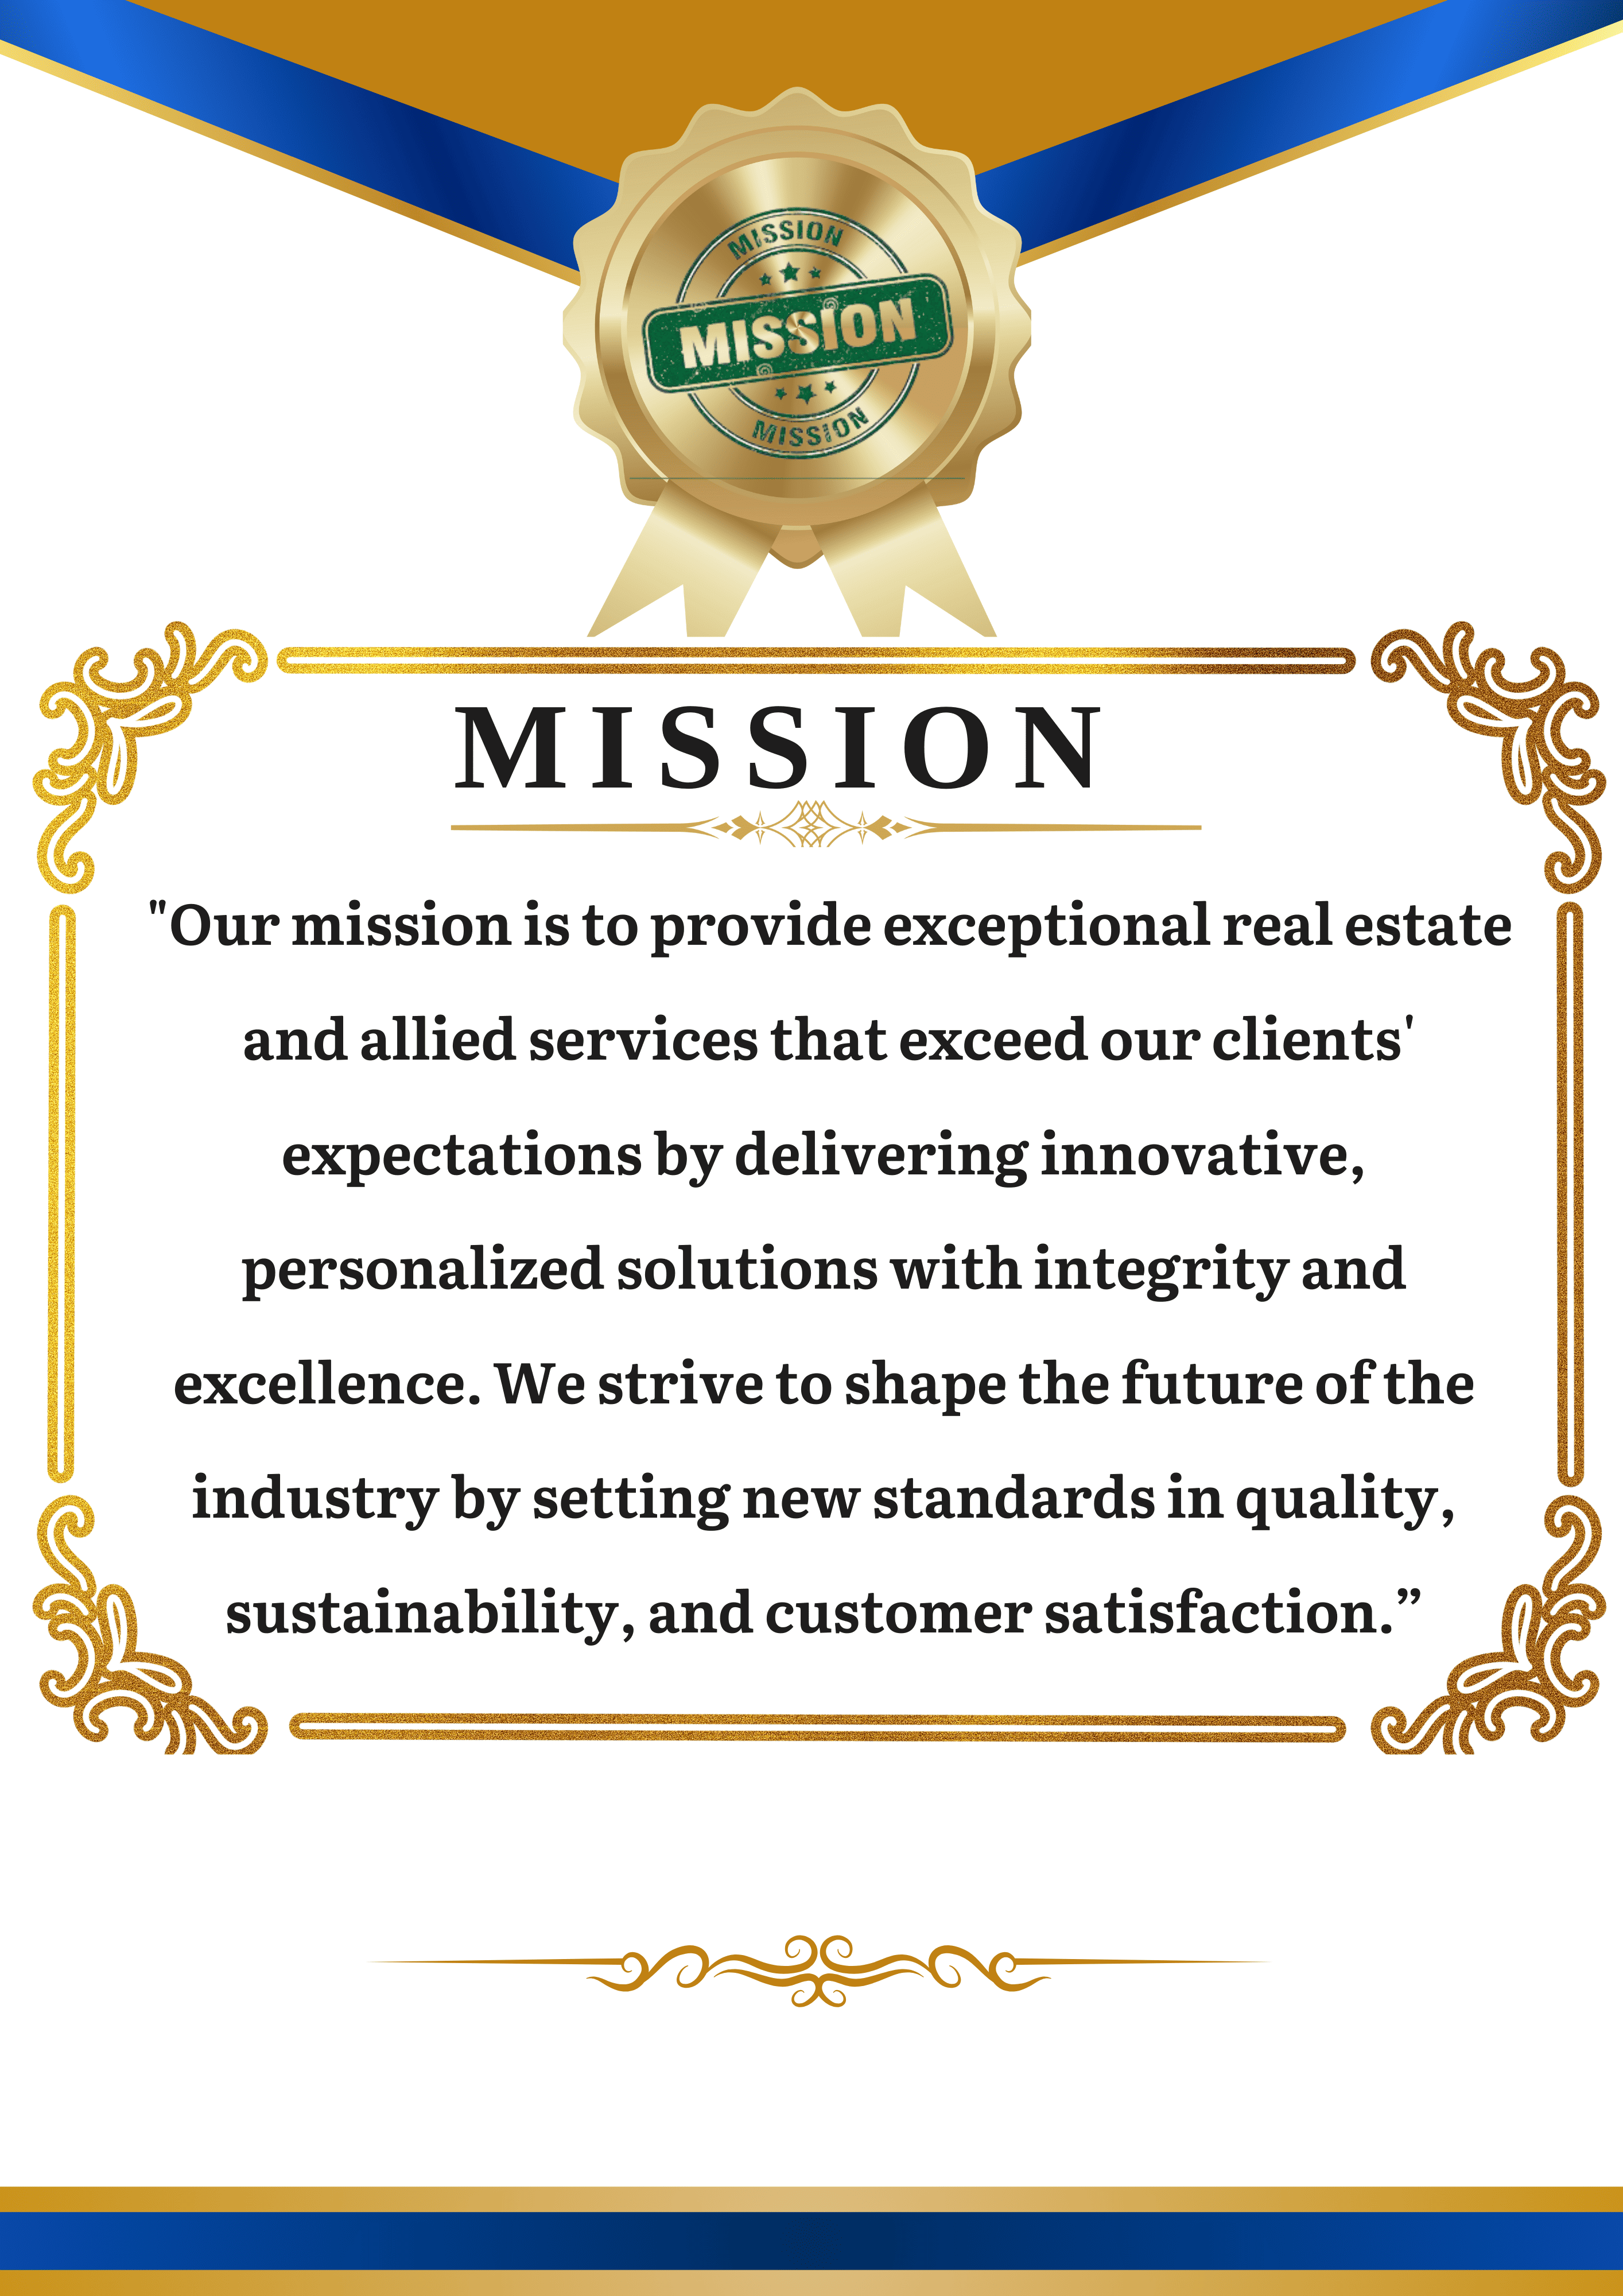 MISSION
MISSION
MISSION
MISSION
"Our mission is to provide exceptional real estate
and allied services that exceed our clients'
expectations by delivering innovative,
personalized solutions with integrity and
excellence. We strive to shape the future of the
industry by setting new standards in quality,
sustainability, and customer satisfaction.”